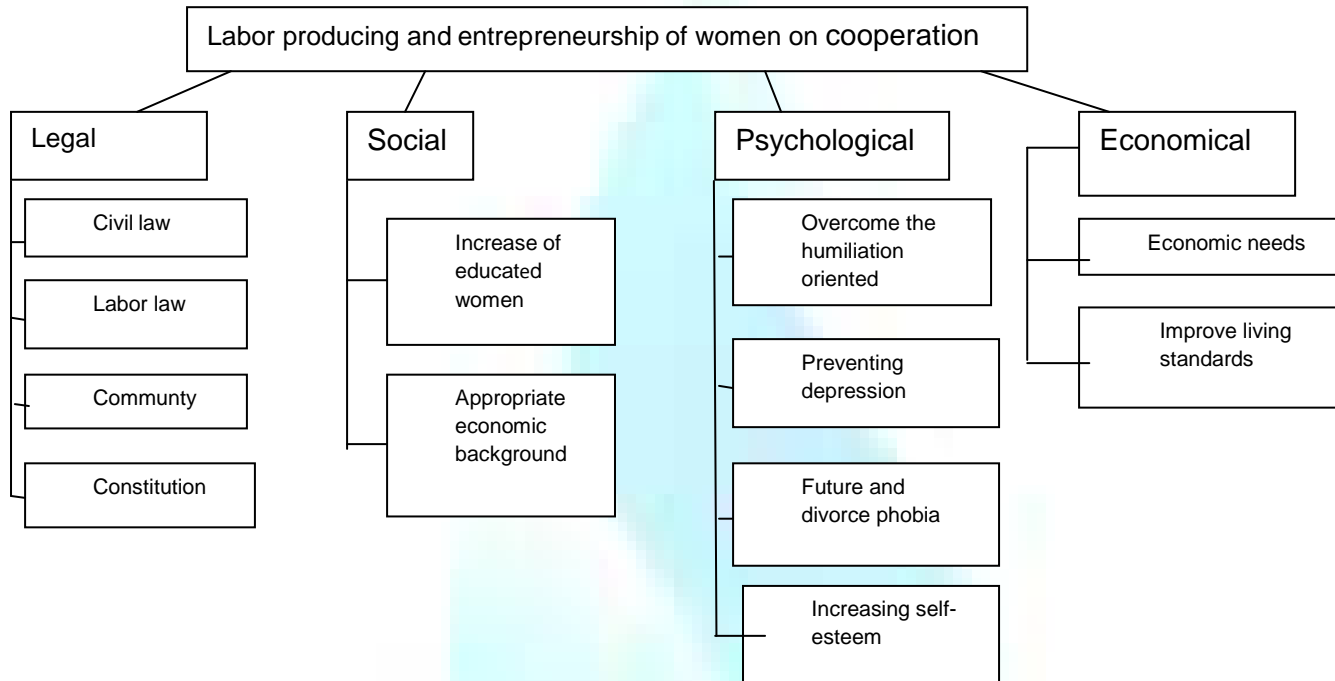 Labor producing and entrepreneurship of women on cooperation
Legal
Civil law
Labor law
Communty
Constitution
Social
Increase of
educated
women
Appropriate
economic
background
Psychological
Overcome the
humiliation
oriented
Preventing
depression
Future and
divorce phobia
Increasing self-
esteem
Economical
Economic needs
Improve living
standards